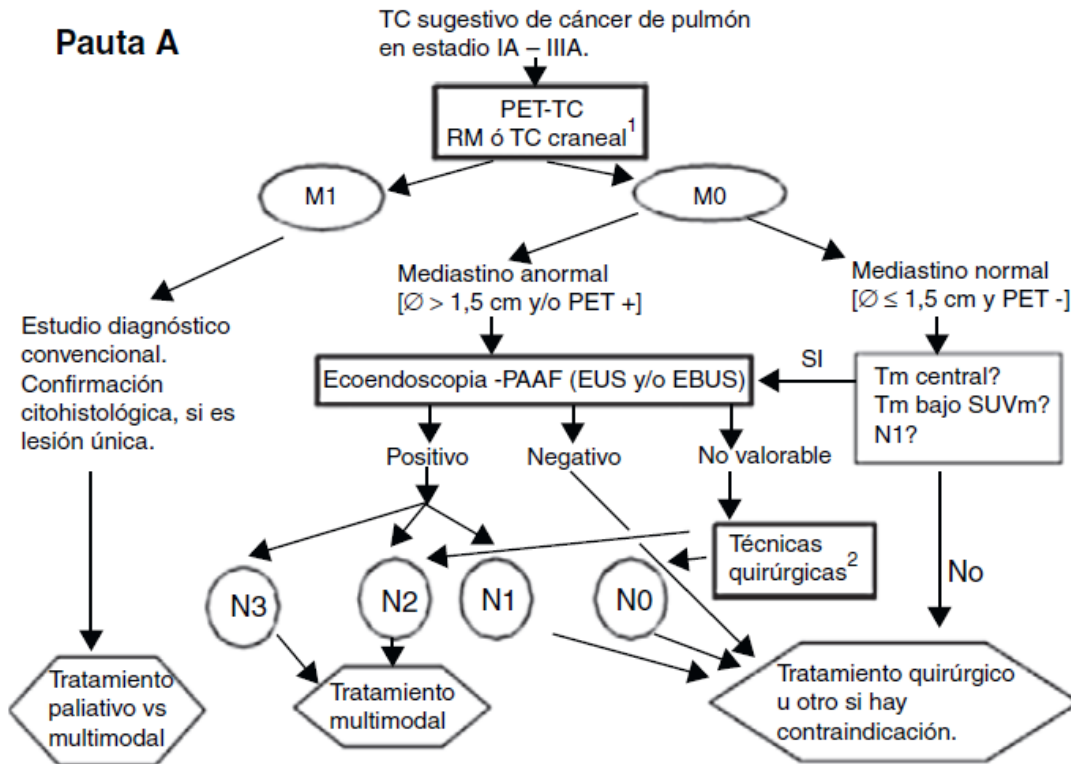 Pauta A
TC sugestivo de cáncer de pulmón
en estadio IA – IIIA.
PET-TC
RM ó TC craneal1
M1
M0
Mediastino anormal
[∅ > 1,5 cm y/o PET +]
Mediastino normal
[∅ ≤ 1,5 cm y PET -]
Estudio diagnóstico
convencional.
Confirmación
citohistológica, si es
lesión única.
Ecoendoscopia -PAAF (EUS y/o EBUS)
SI
Tm central?
Tm bajo SUVm?
N1?
Positivo
Negativo
No valorable
Técnicas
quirúrgicas2
No
N3
N2
N1
N0
Tratamiento
paliativo vs
multimodal
Tratamiento
multimodal
Tratamiento quirúrgico
u otro si hay
contraindicación.